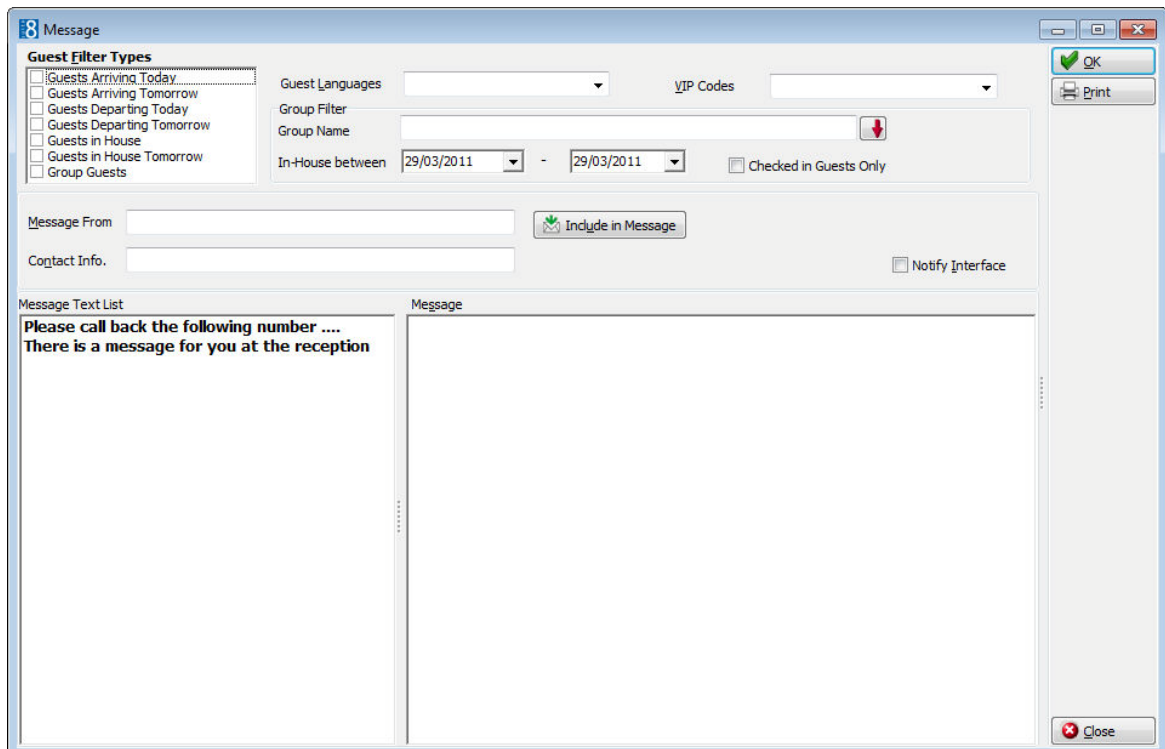 8 Message
Guest Filter Types
Guests Arriving Today
Guests Arriving Tomorrow
Guests Departing Today
Guests Departing Tomorrow
Guests in House
Guests in House Tomorrow
Group Guests
Guest Languages
VIP Codes
Group Filter
Group Name
In-House between 29/03/2011 - 29/03/2011
Checked in Guests Only
OK
Print
Message From
Include in Message
Contact Info.
Notify Interface
Message Text List
Please call back the following number ....
There is a message for you at the reception
Message
Close